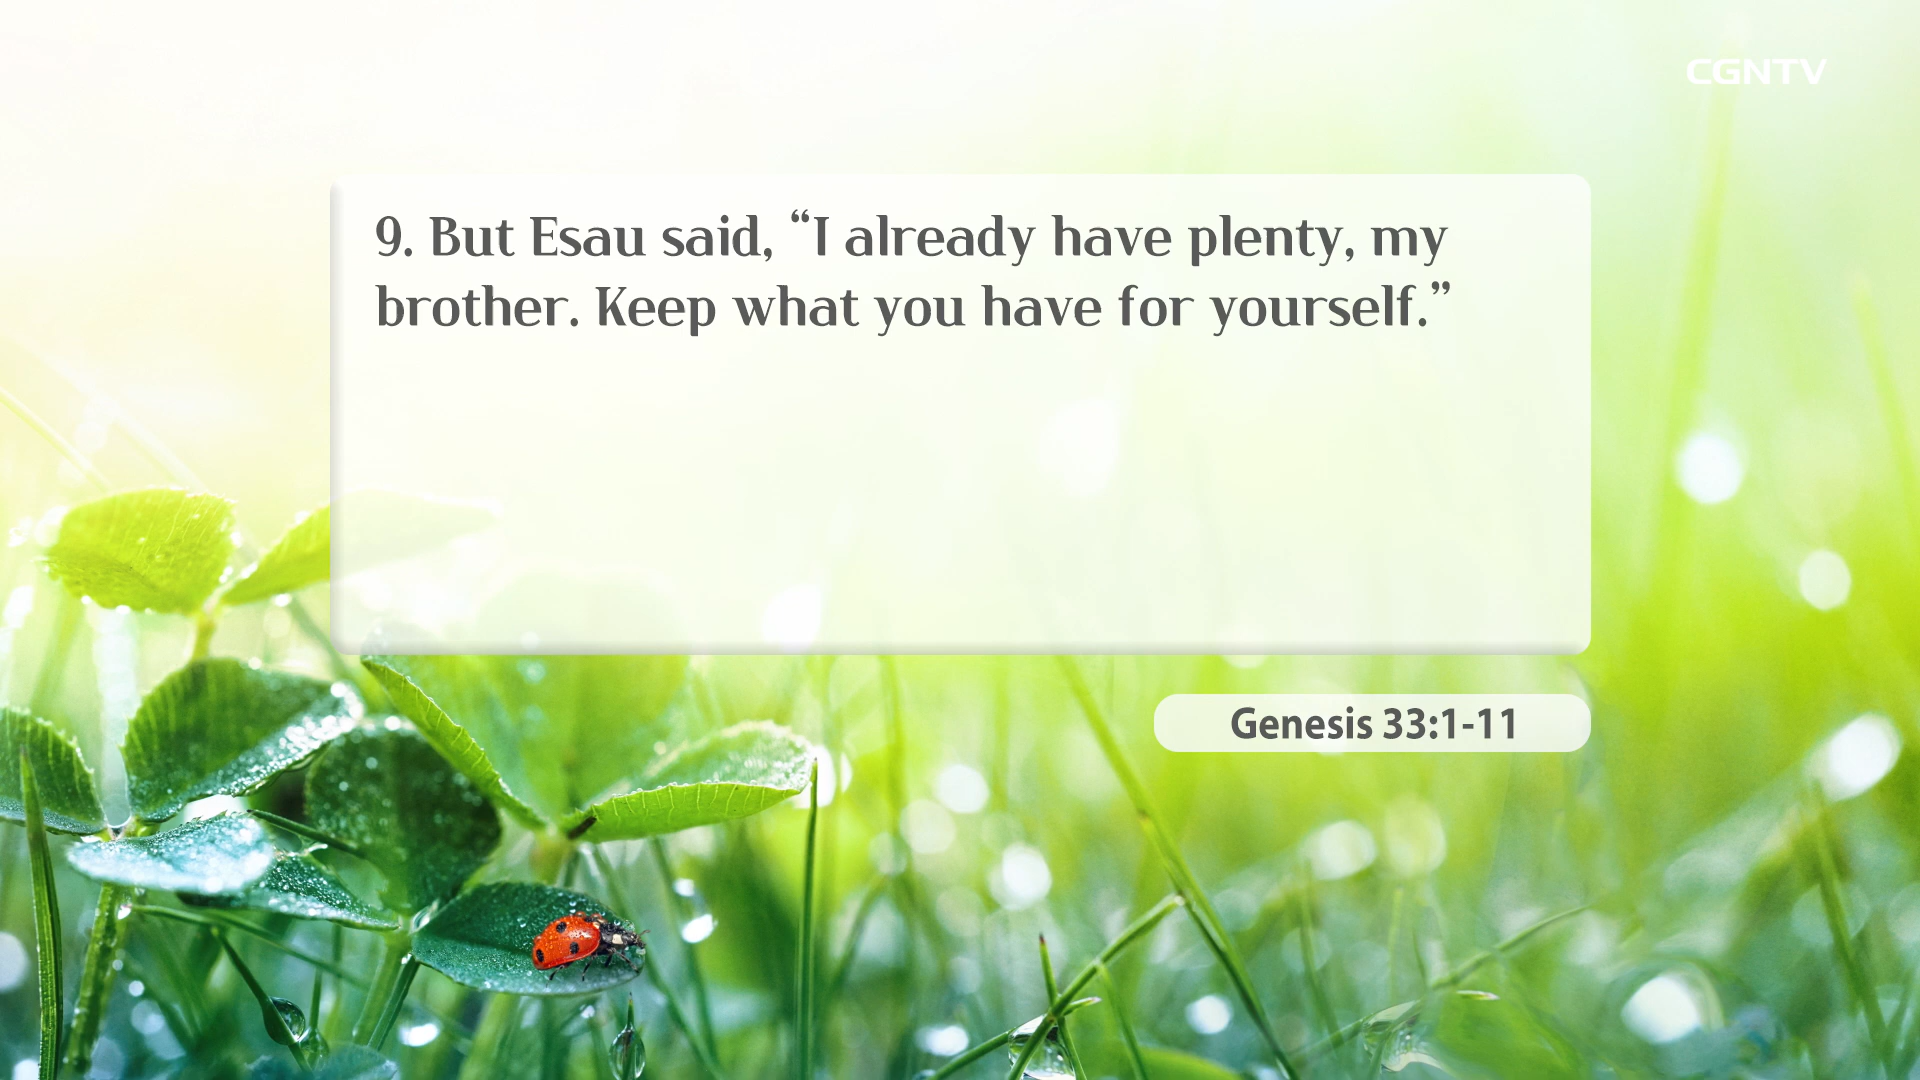 CGNTV
9. But Esau said, “I already have plenty, my
brother. Keep what you have for yourself.”
Genesis 33:1-11